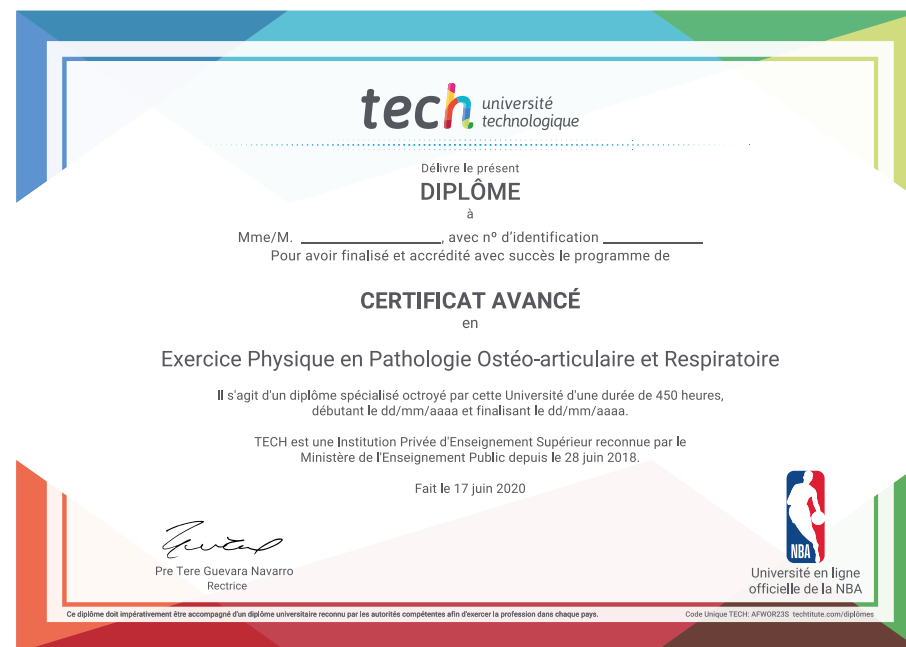 tech université
technologique
Délivre le présent
DIPLÔME
à
Mme/M. ____________________, avec nº d'identification ______________
Pour avoir finalisé et accrédité avec succès le programme de
CERTIFICAT AVANCÉ
en
Exercice Physique en Pathologie Ostéo-articulaire et Respiratoire
Il s'agit d'un diplôme spécialisé octroyé par cette Université d'une durée de 450 heures,
débutant le dd/mm/aaaa et finalisant le dd/mm/aaaa.
TECH est une Institution Privée d'Enseignement Supérieur reconnue par le
Ministère de l'Enseignement Public depuis le 28 juin 2018.
Fait le 17 juin 2020
Pre Tere Guevara Navarro
Rectrice
NBA
Université en ligne
officielle de la NBA
Ce diplôme doit impérativement être accompagné d'un diplôme universitaire reconnu par les autorités compétentes afin d'exercer la profession dans chaque pays.
Code Unique TECH: AFWOR23S techtitute.com/diplômes